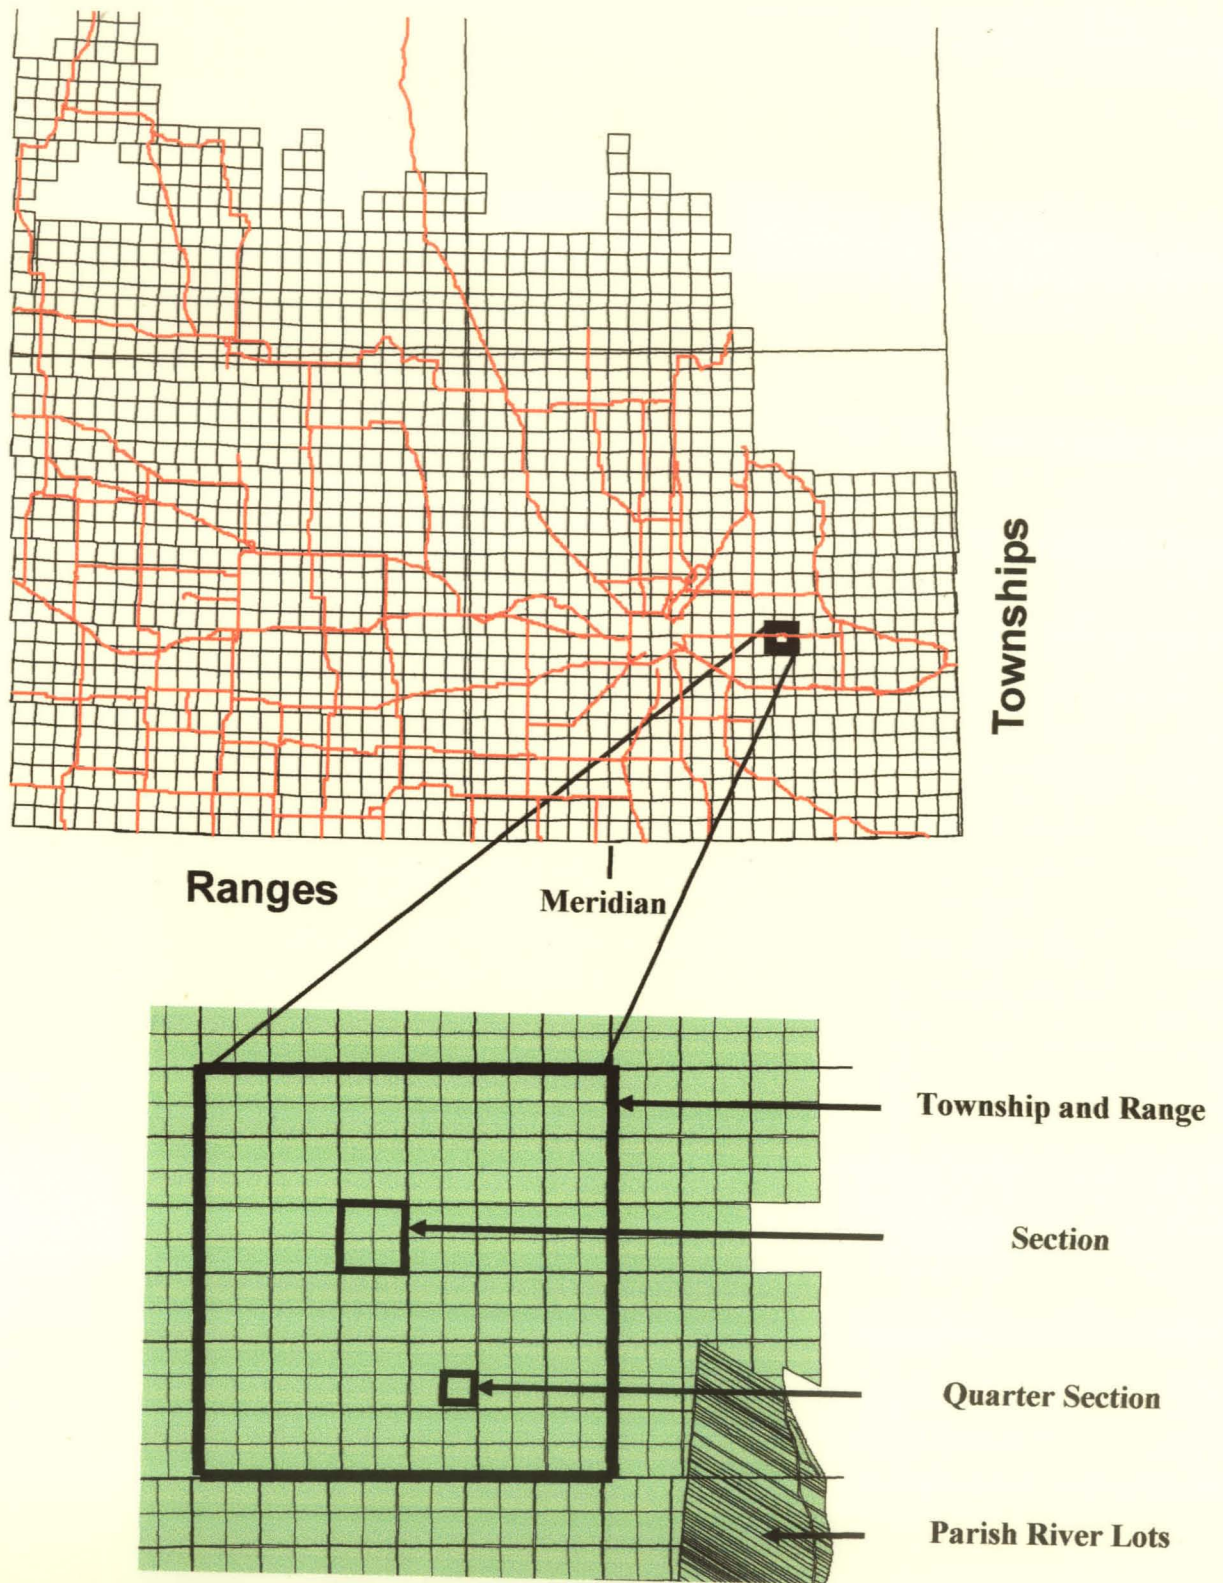 Townships
Ranges
Meridian
Township and Range
Section
Quarter Section
Parish River Lots